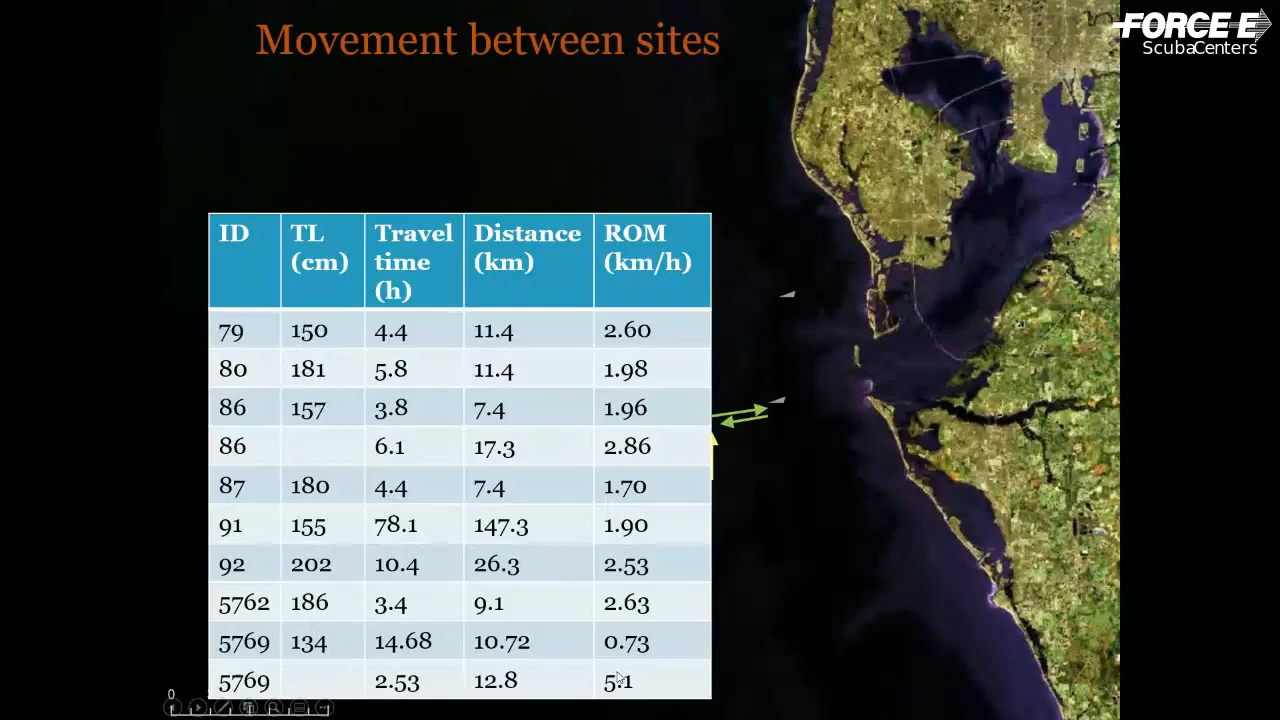 Movement between sites
FORCE E
ScubaCenters
ID TL (cm) Travel time (h) Distance (km) ROM (km/h)
79 150 4.4 11.4 2.60
80 181 5.8 11.4 1.98
86 157 3.8 7.4 1.96
86 6.1 17.3 2.86
87 180 4.4 7.4 1.70
91 155 78.1 147.3 1.90
92 202 10.4 26.3 2.53
5762 186 3.4 9.1 2.63
5769 134 14.68 10.72 0.73
5769 2.53 12.8 5.1
0